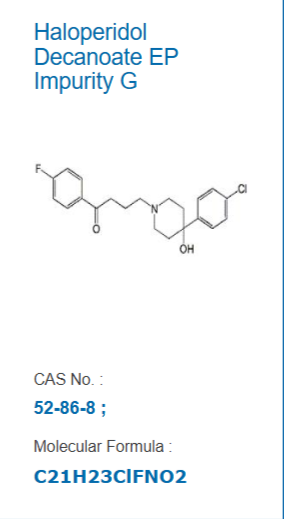 Haloperidol
Decanoate EP
Impurity G
F
Cl
N
O
OH
CAS No. :
52-86-8 ;
Molecular Formula :
C21H23ClFNO2